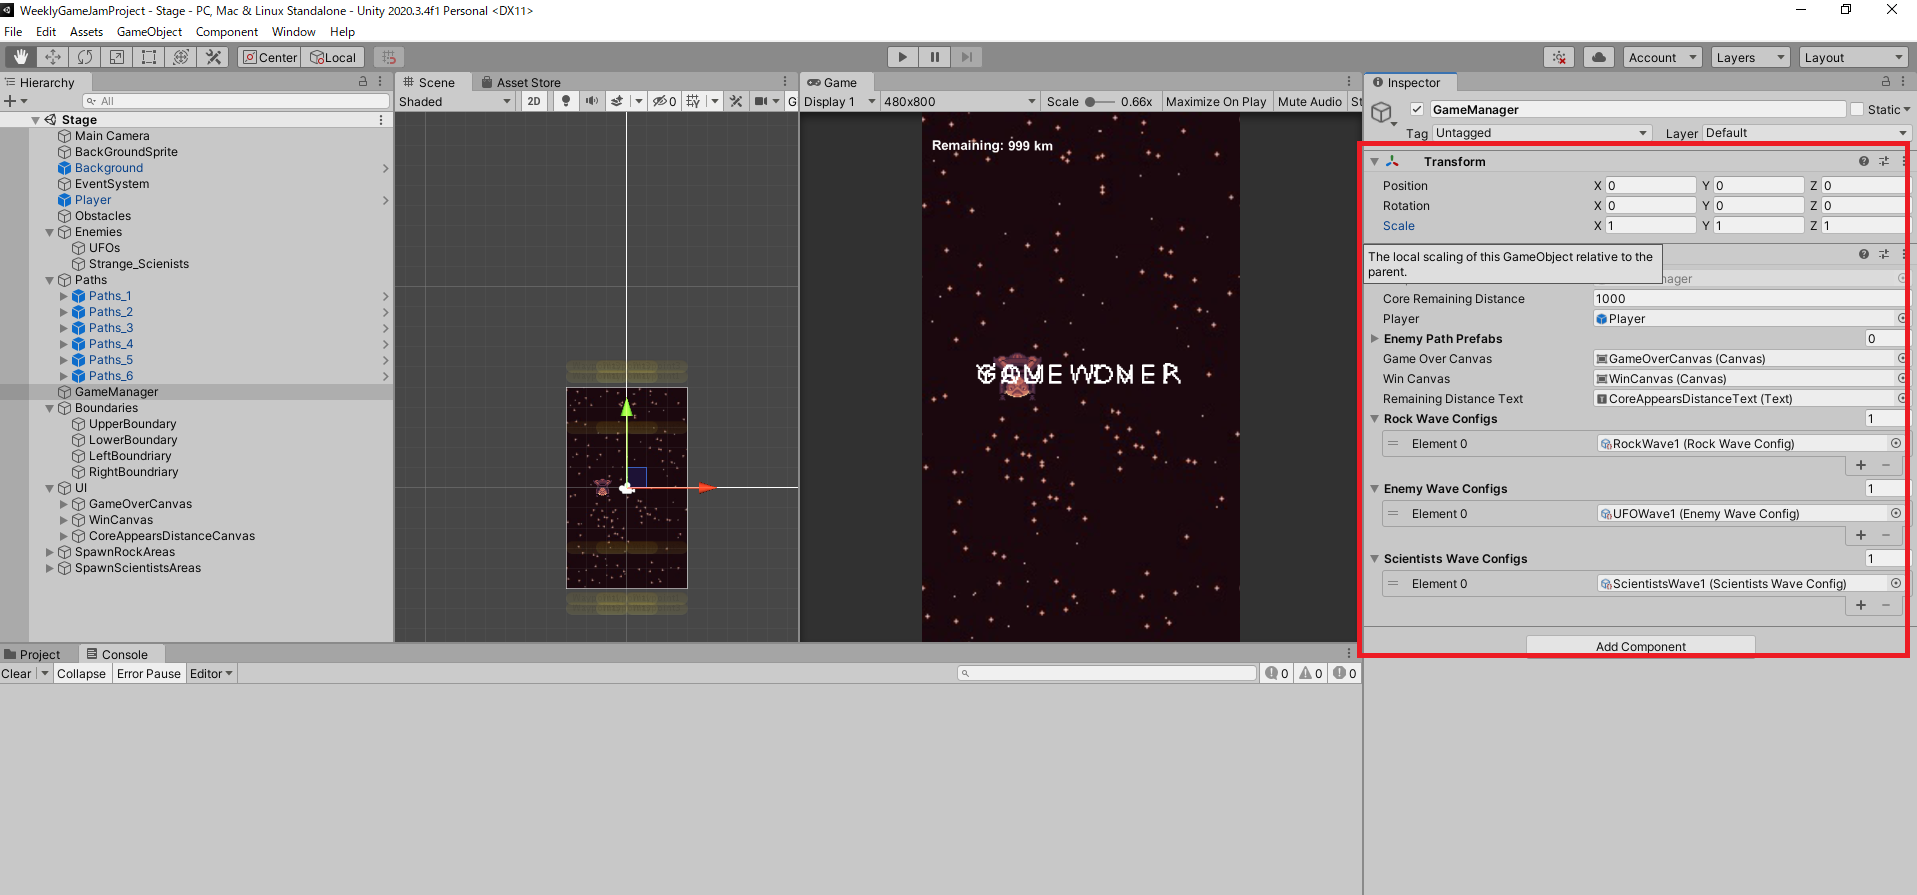 WeeklyGameJamProject - Stage - PC, Mac & Linux Standalone - Unity 2020.3.4f1 Personal <DX11>
File Edit Assets GameObject Component Window Help
Center Local Account Layers Layout
Hierarchy
All
Stage
Main Camera
BackGroundSprite
Background
EventSystem
Player
Obstacles
Enemies
UFOs
Strange_Scienists
Paths
Paths_1
Paths_2
Paths_3
Paths_4
Paths_5
Paths_6
GameManager
Boundaries
UpperBoundary
LowerBoundary
LeftBoundriary
RightBoundriary
UI
GameOverCanvas
WinCanvas
CoreAppearsDistanceCanvas
SpawnRockAreas
SpawnScientistsAreas
Scene Asset Store
Shaded 2D 0 G
Game
Display 1 480x800 Scale 0.66x Maximize On Play Mute Audio St
Remaining: 999 km
Inspector
GameManager Static
Tag Untagged Layer Default
Transform
Position X 0 Y 0 Z 0
Rotation X 0 Y 0 Z 0
Scale X 1 Y 1 Z 1
The local scaling of this GameObject relative to the
parent.
nager
Core Remaining Distance 1000
Player Player
Enemy Path Prefabs 0
Game Over Canvas GameOverCanvas (Canvas)
Win Canvas WinCanvas (Canvas)
Remaining Distance Text CoreAppearsDistanceText (Text)
Rock Wave Configs 1
Element 0 RockWave1 (Rock Wave Config)
Enemy Wave Configs 1
Element 0 UFOWave1 (Enemy Wave Config)
Scientists Wave Configs 1
Element 0 ScientistsWave1 (Scientists Wave Config)
Add Component
Project Console
Clear Collapse Error Pause Editor 0 0 0